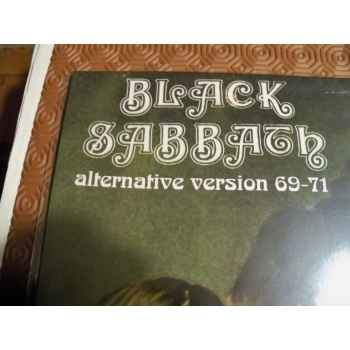 BLACK
SABBATH
alternative version 69-71